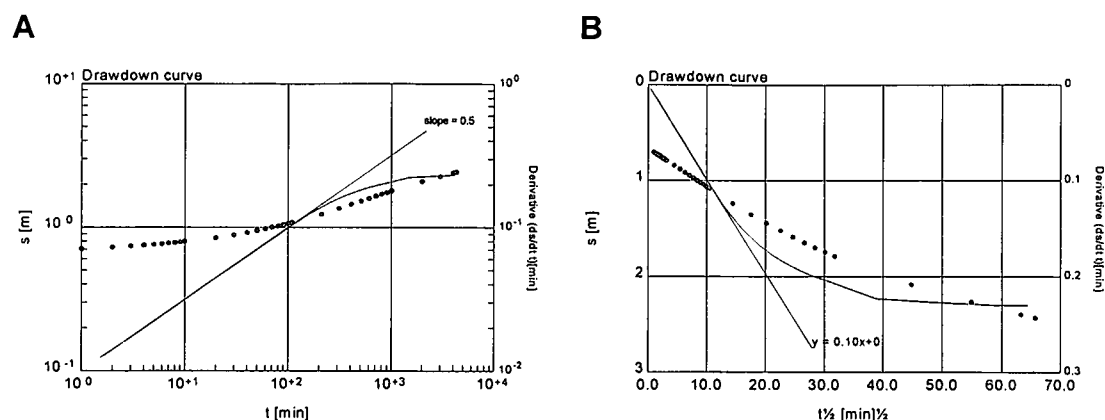 A
B
Drawdown curve
10+1
10 0
10-1
s [m]
slope = 0.5
10 0
10-1
10-2
Derivative (ds/dt t)[min]
10 0
10+1
10+2
10+3
10+4
t [min]
Drawdown curve
0
1
2
3
s [m]
y = 0.10x+0
0
0.1
0.2
0.3
Derivative (ds/dt t)[min]
0.0
10.0
20.0
30.0
40.0
50.0
60.0
70.0
t½ [min]½